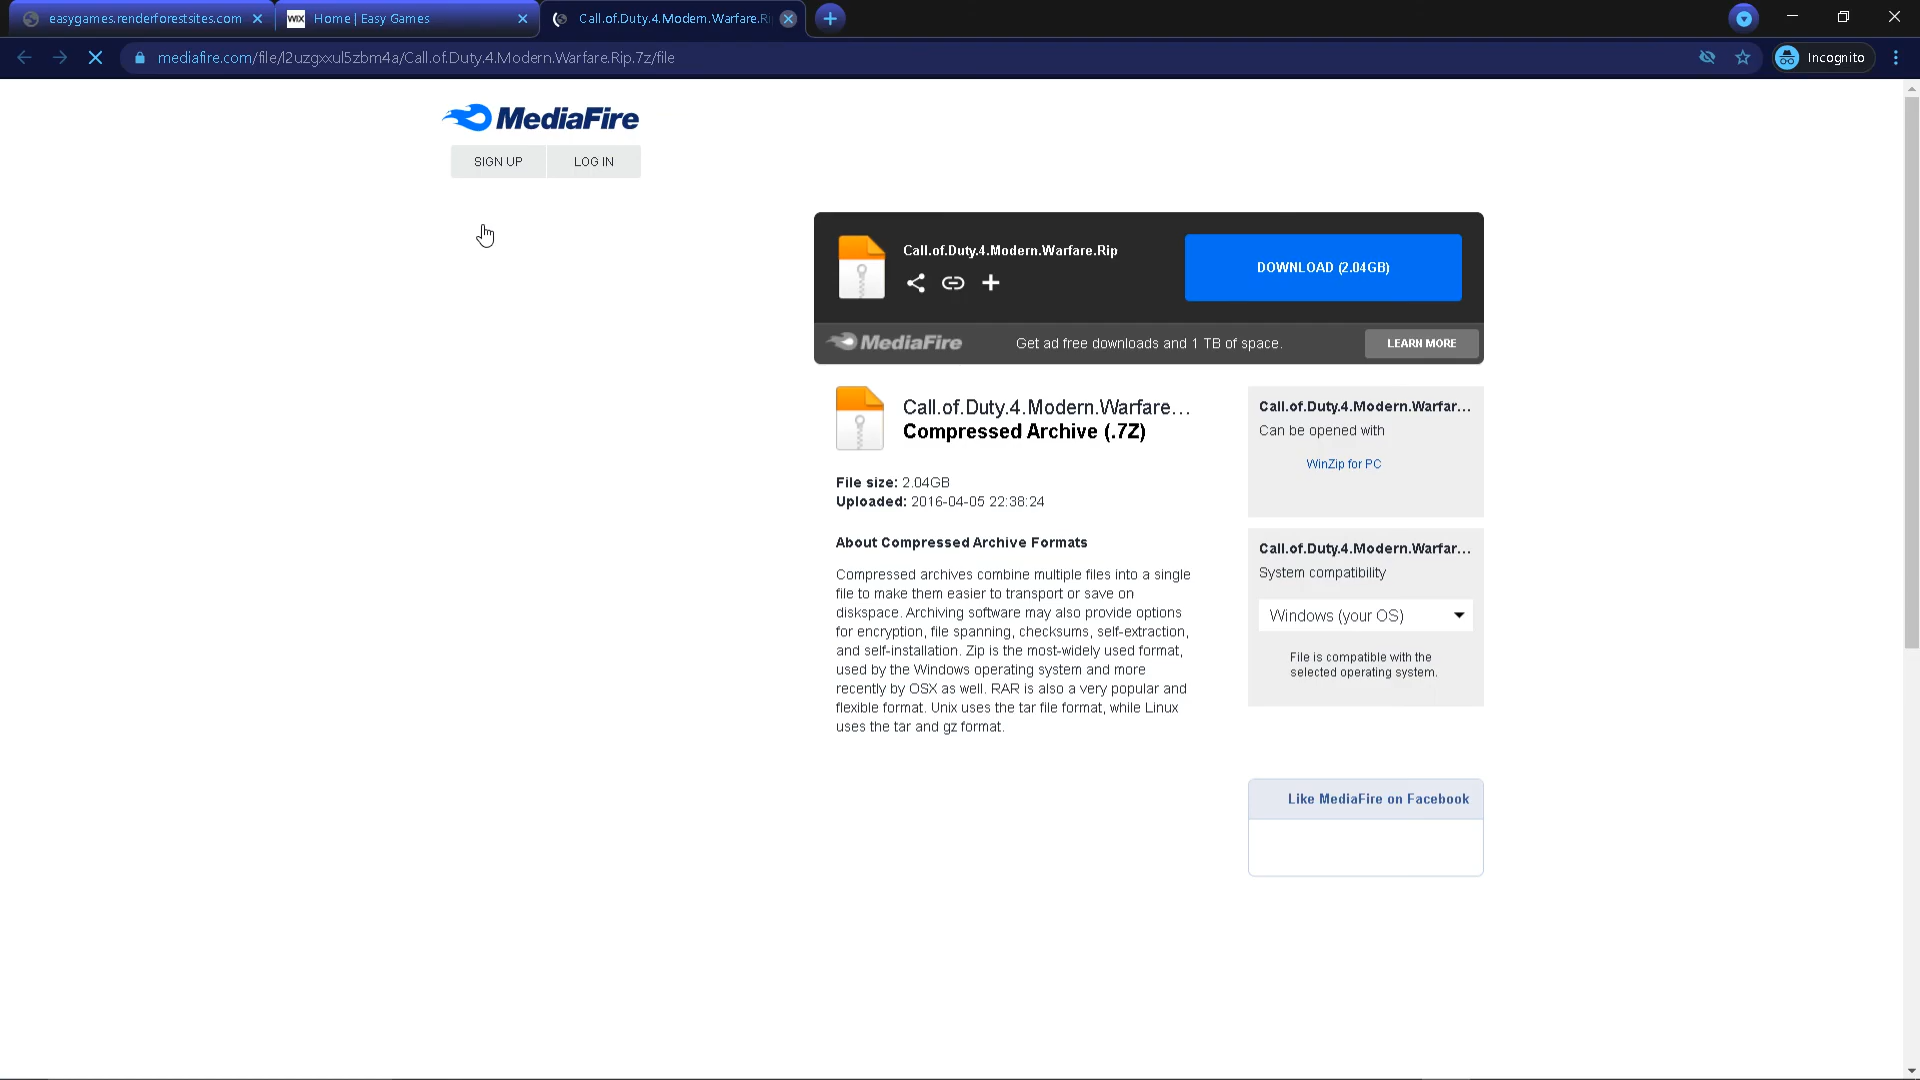 easygames.renderforestsites.com
WiX Home | Easy Games
Call.of.Duty.4.Modern.Warfare.Ri
mediafire.com/file/l2uzgxxul5zbm4a/Call.of.Duty.4.Modern.Warfare.Rip.7z/file
Incognito
MediaFire
SIGN UP
LOG IN
Call.of.Duty.4.Modern.Warfare.Rip
DOWNLOAD (2.04GB)
MediaFire
Get ad free downloads and 1 TB of space.
LEARN MORE
Call.of.Duty.4.Modern.Warfare...
Compressed Archive (.7Z)
File size: 2.04GB
Uploaded: 2016-04-05 22:38:24
About Compressed Archive Formats
Compressed archives combine multiple files into a single
file to make them easier to transport or save on
diskspace. Archiving software may also provide options
for encryption, file spanning, checksums, self-extraction,
and self-installation. Zip is the most-widely used format,
used by the Windows operating system and more
recently by OSX as well. RAR is also a very popular and
flexible format. Unix uses the tar file format, while Linux
uses the tar and gz format.
Call.of.Duty.4.Modern.Warfar...
Can be opened with
WinZip for PC
Call.of.Duty.4.Modern.Warfar...
System compatibility
Windows (your OS)
File is compatible with the
selected operating system.
Like MediaFire on Facebook